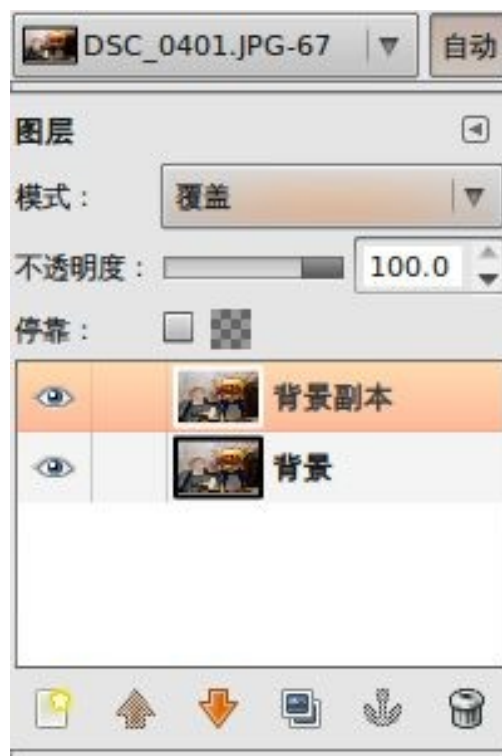 DSC_0401.JPG-67 自动
图层
模式： 覆盖
不透明度： 100.0
停靠：
背景副本
背景